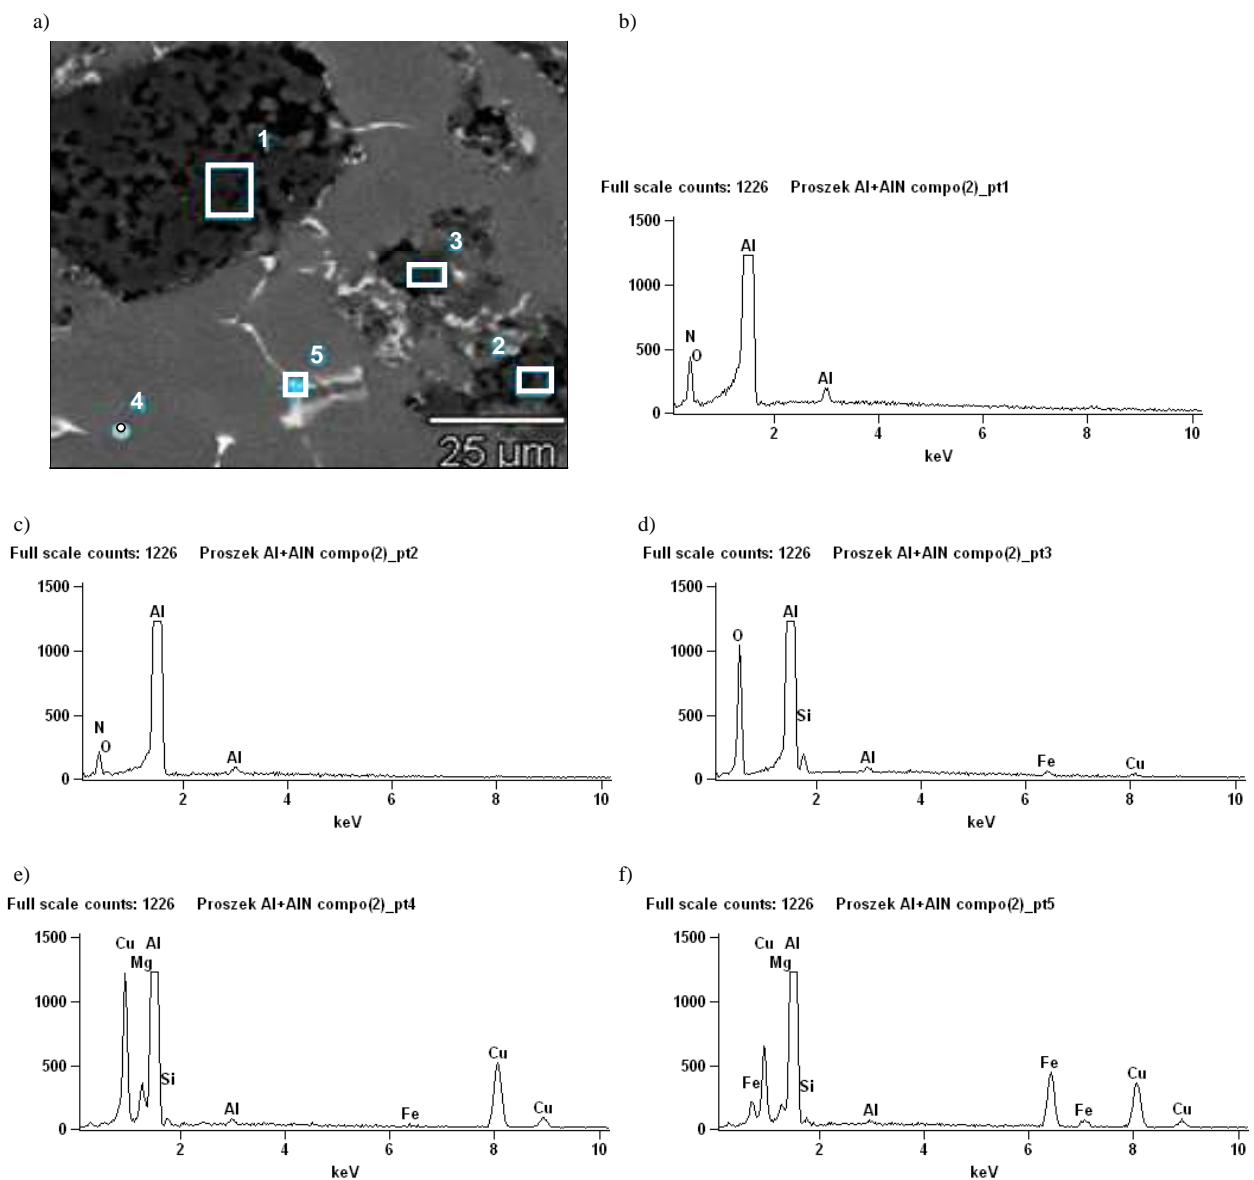 a)
b)
1
3
2
5
4
25 µm
Full scale counts: 1226 Proszek Al+AlN compo(2)_pt1
1500
1000
500
0
N
O
Al
Al
2 4 6 8 10
keV
c)
Full scale counts: 1226 Proszek Al+AlN compo(2)_pt2
1500
1000
500
0
N
O
Al
Al
2 4 6 8 10
keV
d)
Full scale counts: 1226 Proszek Al+AlN compo(2)_pt3
1500
1000
500
0
O
Al
Si
Al
Fe
Cu
2 4 6 8 10
keV
e)
Full scale counts: 1226 Proszek Al+AlN compo(2)_pt4
1500
1000
500
0
Cu
Mg
Al
Si
Al
Fe
Cu
Cu
2 4 6 8 10
keV
f)
Full scale counts: 1226 Proszek Al+AlN compo(2)_pt5
1500
1000
500
0
Fe
Cu
Mg
Al
Si
Al
Fe
Fe
Cu
Cu
2 4 6 8 10
keV